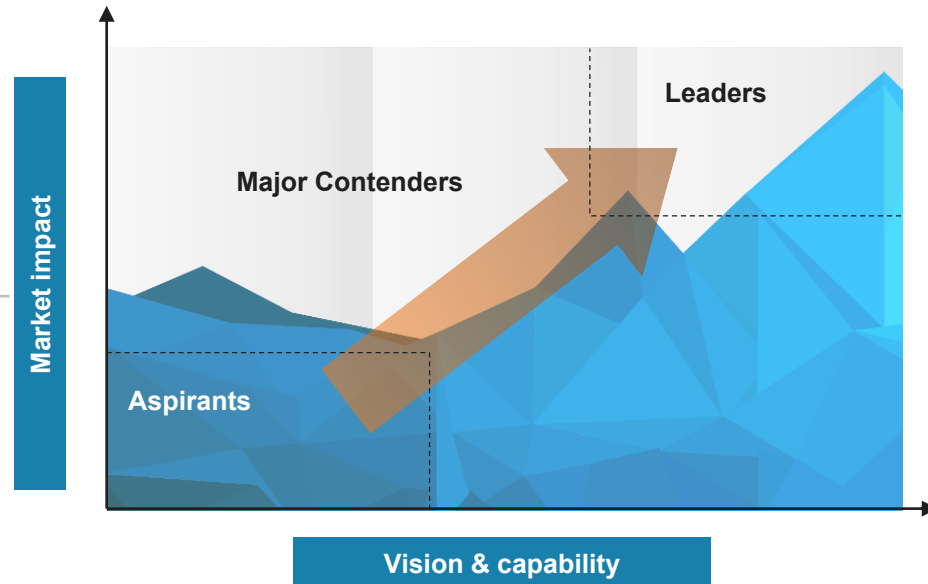 Leaders
Major Contenders
Market impact
Aspirants
Vision & capability